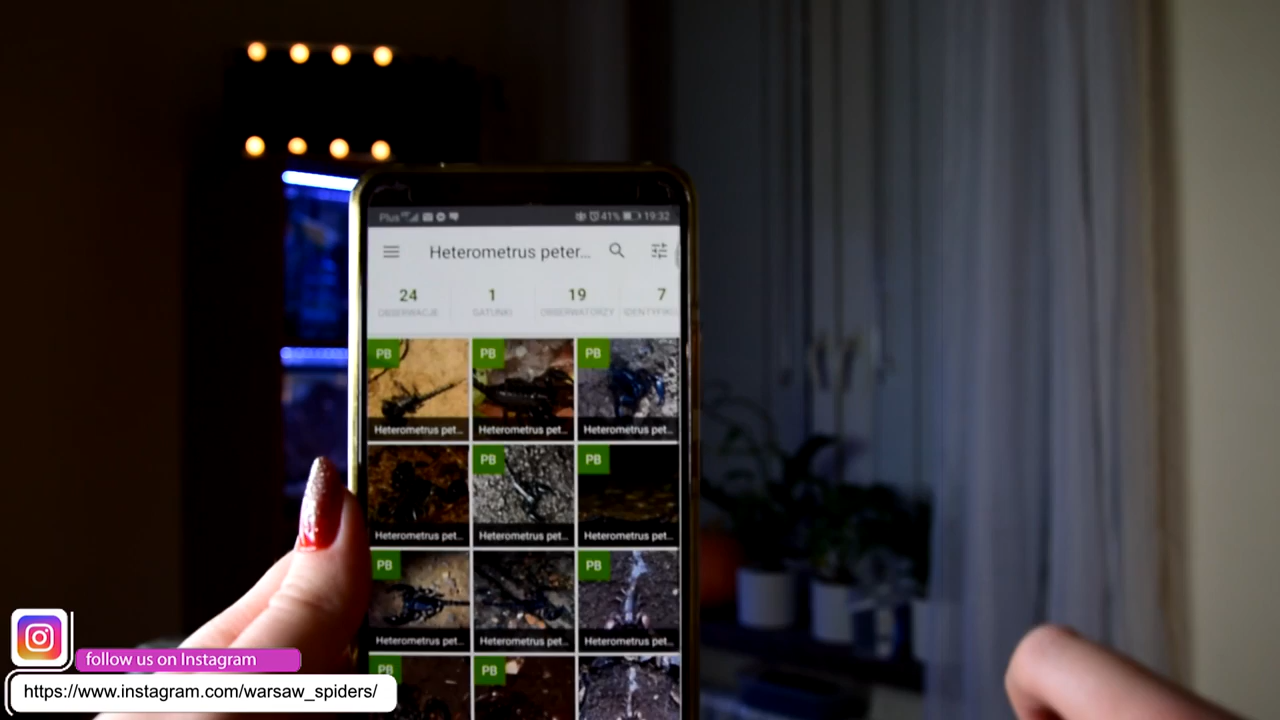 Plus 41% 19:32
Heterometrus peter...
24 1 19 7
OBSERWACJE GATUNKI OBSERWATORZY IDENTYFIK
PB PB PB
Heterometrus pet... Heterometrus pet... Heterometrus pet...
PB PB
Heterometrus pet... Heterometrus pet... Heterometrus pet...
PB PB
Heterometrus pet... Heterometrus pet... Heterometrus pet...
PB PB
follow us on Instagram
https://www.instagram.com/warsaw_spiders/